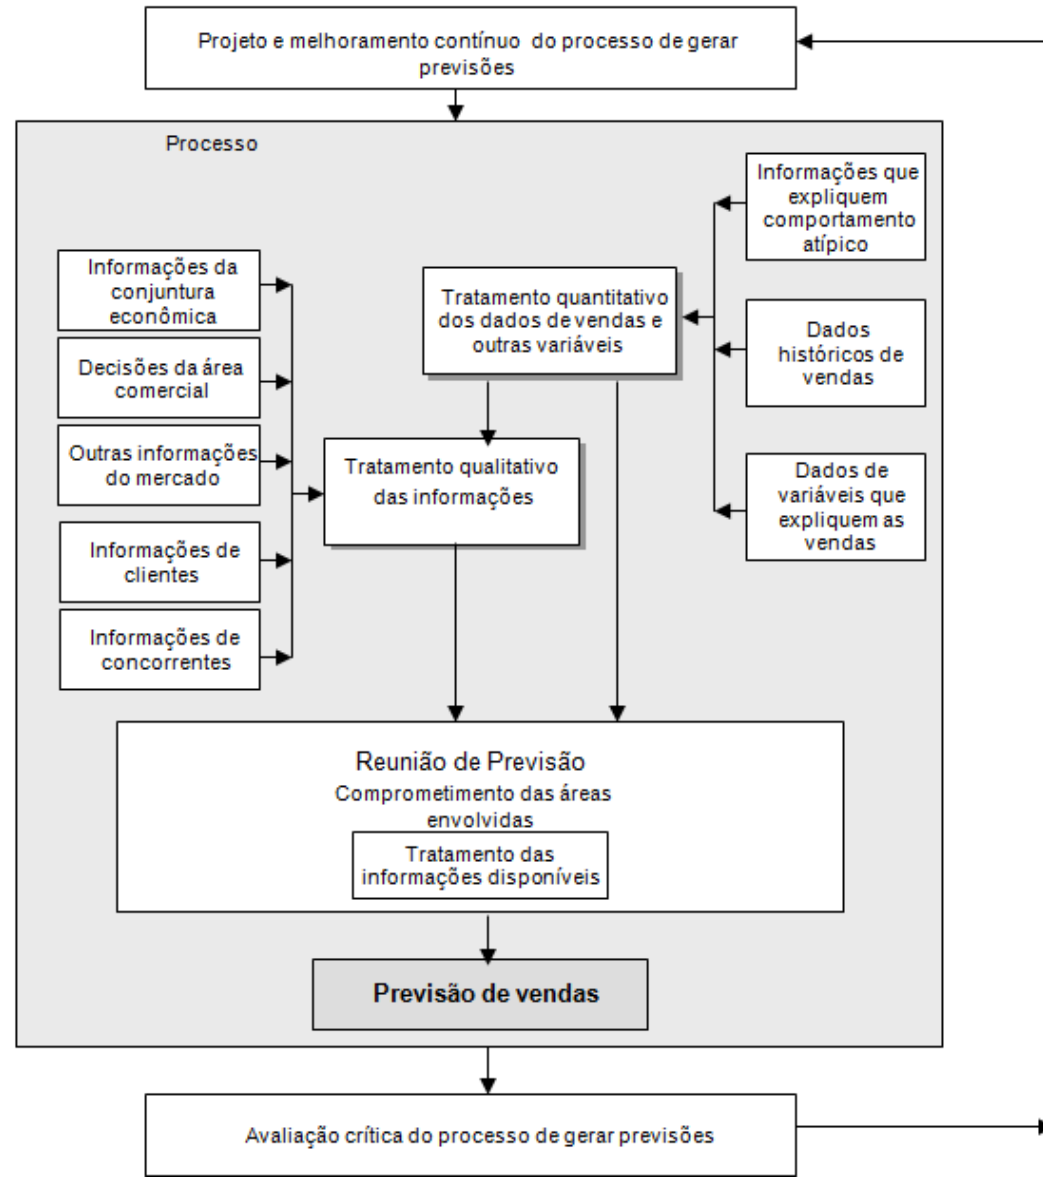 Projeto e melhoramento contínuo do processo de gerar
previsões
Processo
Informações que
expliquem
comportamento
atípico
Informações da
conjuntura
econômica
Tratamento quantitativo
dos dados de vendas e
outras variáveis
Dados
históricos de
vendas
Decisões da área
comercial
Outras informações
do mercado
Tratamento qualitativo
das informações
Dados de
variáveis que
expliquem as
vendas
Informações de
clientes
Informações de
concorrentes
Reunião de Previsão
Comprometimento das áreas
envolvidas
Tratamento das
informações disponíveis
Previsão de vendas
Avaliação crítica do processo de gerar previsões